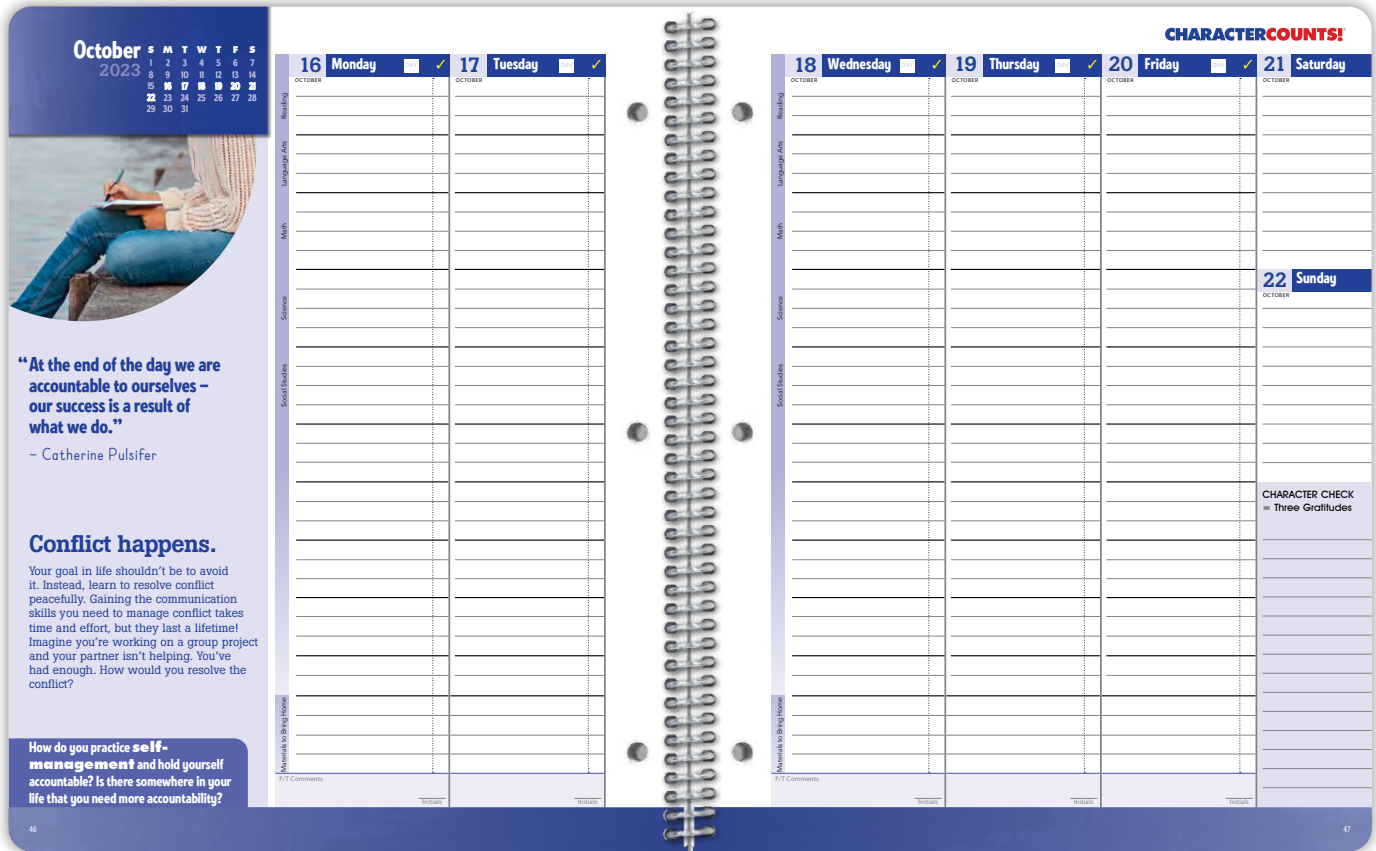 October
2023
S M T W T F S
1 2 3 4 5 6 7
8 9 10 11 12 13 14
15 16 17 18 19 20 21
22 23 24 25 26 27 28
29 30 31
“At the end of the day we are
accountable to ourselves –
our success is a result of
what we do.”
– Catherine Pulsifer
Conflict happens.
Your goal in life shouldn’t be to avoid
it. Instead, learn to resolve conflict
peacefully. Gaining the communication
skills you need to manage conflict takes
time and effort, but they last a lifetime!
Imagine you’re working on a group project
and your partner isn’t helping. You’ve
had enough. How would you resolve the
conflict?
How do you practice self-
management and hold yourself
accountable? Is there somewhere in your
life that you need more accountability?
46
16 Monday DAY ✓ 17 Tuesday DAY ✓
OCTOBER OCTOBER
Reading
Language Arts
Math
Science
Social Studies
Materials to Bring Home
F/T Comments
Initials Initials
CHARACTERCOUNTS!
18 Wednesday DAY ✓ 19 Thursday DAY ✓ 20 Friday DAY ✓ 21 Saturday
OCTOBER OCTOBER OCTOBER OCTOBER
Reading
Language Arts
Math
Science
Social Studies
Materials to Bring Home
22 Sunday
OCTOBER
CHARACTER CHECK
= Three Gratitudes
F/T Comments
Initials Initials Initials
47